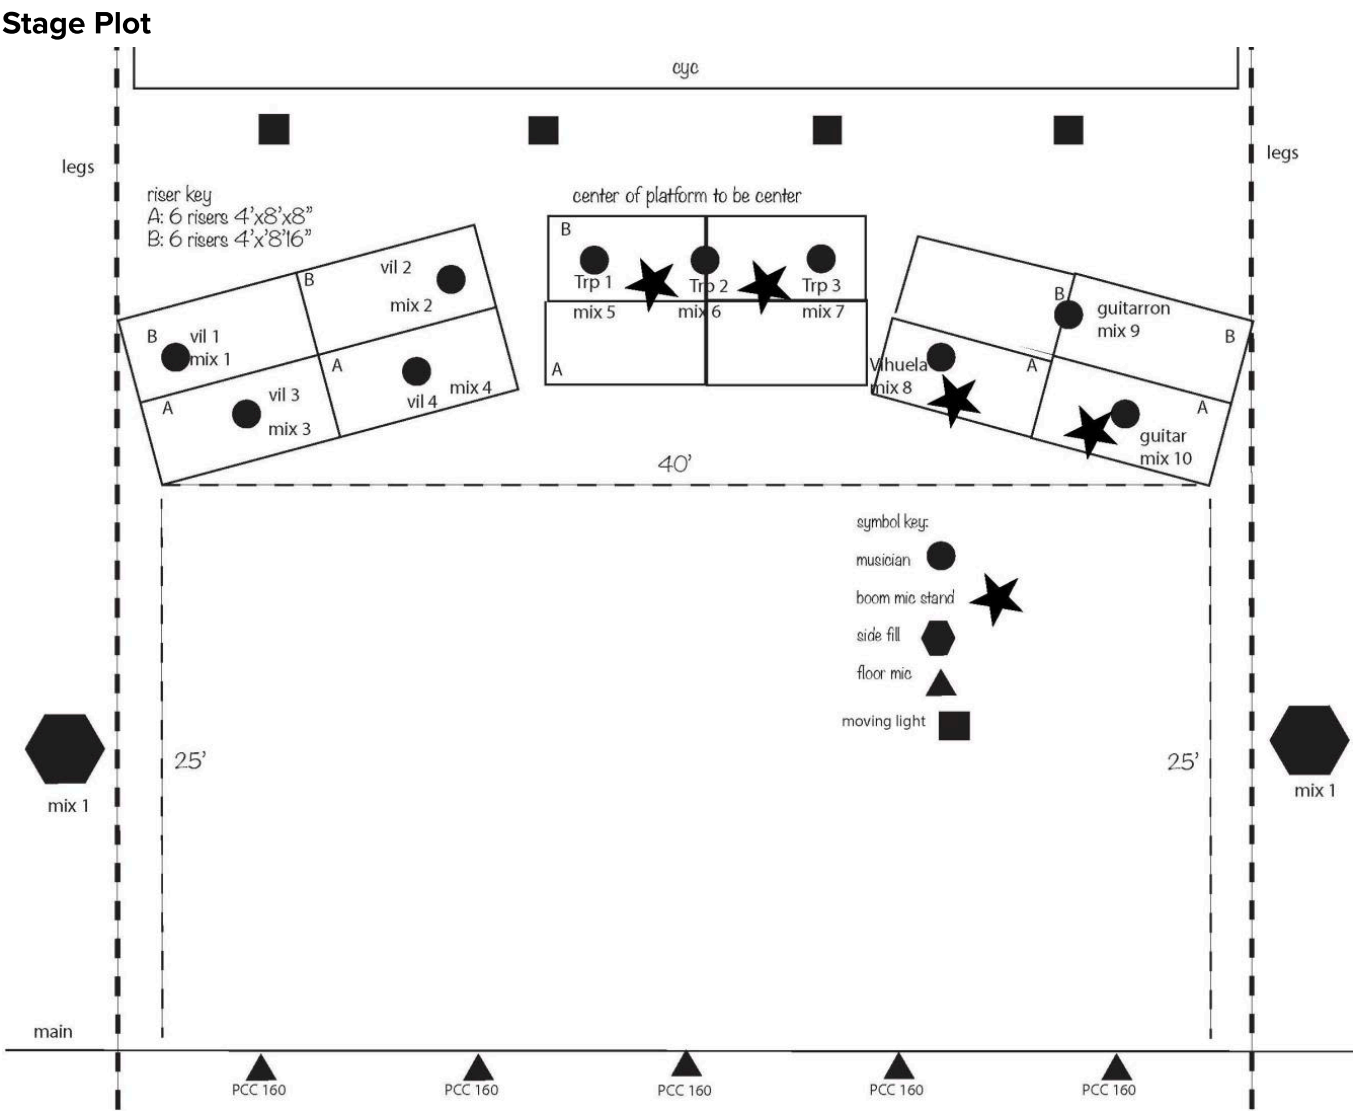 Stage Plot
cyc
legs
legs
riser key
A: 6 risers 4'x8'x8"
B: 6 risers 4'x'8'16"
center of platform to be center
B
vil 2
mix 2
B
vil 1
mix 1
A
vil 3
mix 3
A
vil 4
mix 4
B
Trp 1
Trp 2
Trp 3
mix 5
mix 6
mix 7
A
B
guitarron
mix 9
B
Vihuela
mix 8
A
A
guitar
mix 10
40'
symbol key:
musician
boom mic stand
side fill
floor mic
moving light
25'
25'
mix 1
mix 1
main
PCC 160
PCC 160
PCC 160
PCC 160
PCC 160